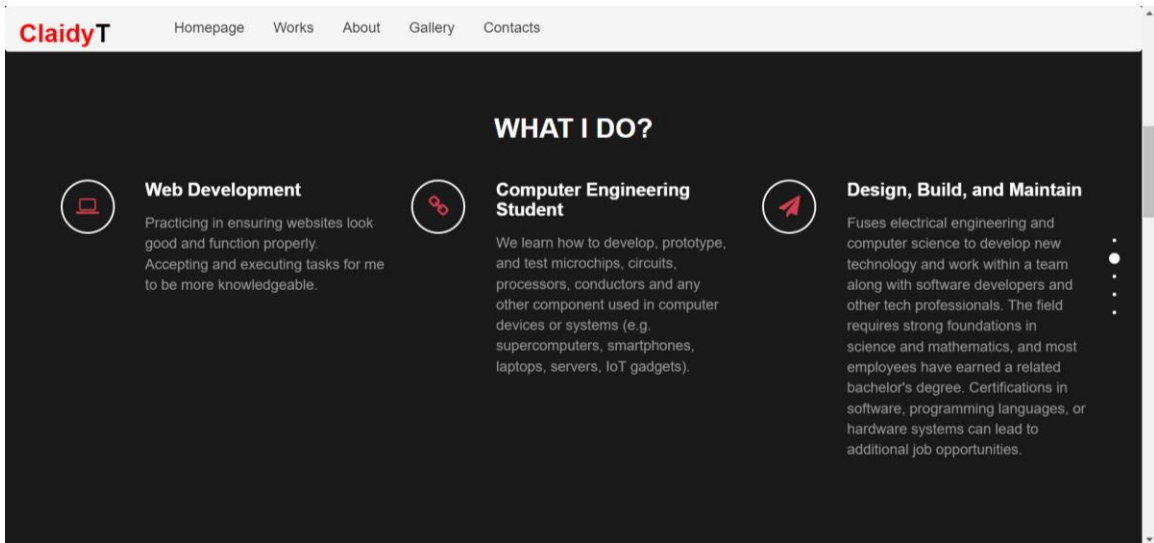 ClaidyT
Homepage
Works
About
Gallery
Contacts
WHAT I DO?
Web Development
Practicing in ensuring websites look
good and function properly.
Accepting and executing tasks for me
to be more knowledgeable.
Computer Engineering
Student
We learn how to develop, prototype,
and test microchips, circuits,
processors, conductors and any
other component used in computer
devices or systems (e.g.
supercomputers, smartphones,
laptops, servers, IoT gadgets).
Design, Build, and Maintain
Fuses electrical engineering and
computer science to develop new
technology and work within a team
along with software developers and
other tech professionals. The field
requires strong foundations in
science and mathematics, and most
employees have earned a related
bachelor's degree. Certifications in
software, programming languages, or
hardware systems can lead to
additional job opportunities.